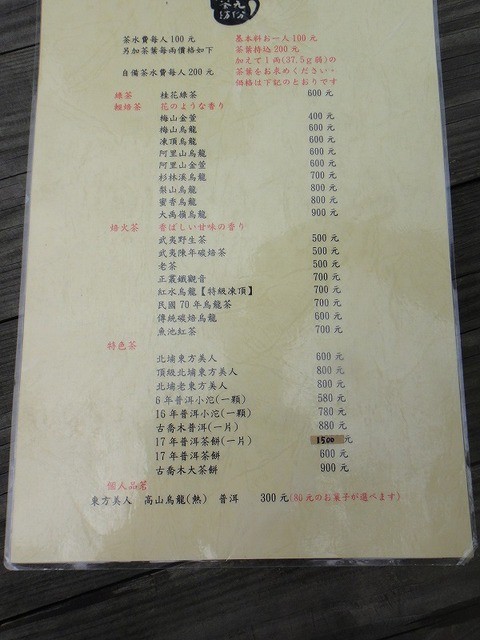 九份
茶坊
茶水費每人100元 基本料お一人100元
另加茶葉每兩價格如下 茶葉持込200元
加えて1兩(37.5g弱)の
自備茶水費每人200元 茶葉をお求めください・
価格は下記のとおりです
綠茶 桂花綠茶 600元
輕焙茶 花のような香り
梅山金萱 400元
梅山烏龍 600元
凍頂烏龍 600元
阿里山烏龍 600元
阿里山金萱 600元
杉林溪烏龍 700元
梨山烏龍 800元
蜜香烏龍 800元
大禹嶺烏龍 900元
焙火茶 香ばしい甘味の香り
武夷野生茶 500元
武夷陳年碳焙茶 500元
老茶 500元
正叢鐵觀音 700元
紅水烏龍【特級凍頂】 700元
民國70年烏龍茶 700元
傳統碳焙烏龍 600元
魚池紅茶 700元
特色茶
北埔東方美人 600元
頂級北埔東方美人 800元
北埔老東方美人 800元
6年普洱小沱(一顆) 580元
16年普洱小沱(一顆) 780元
古喬木普洱(一片) 880元
17年普洱茶餅(一片) 1500元
17年普洱茶餅 600元
古喬木大茶餅 900元
個人品茗
東方美人 高山烏龍(熱) 普洱 300元(80元のお菓子が選べます)